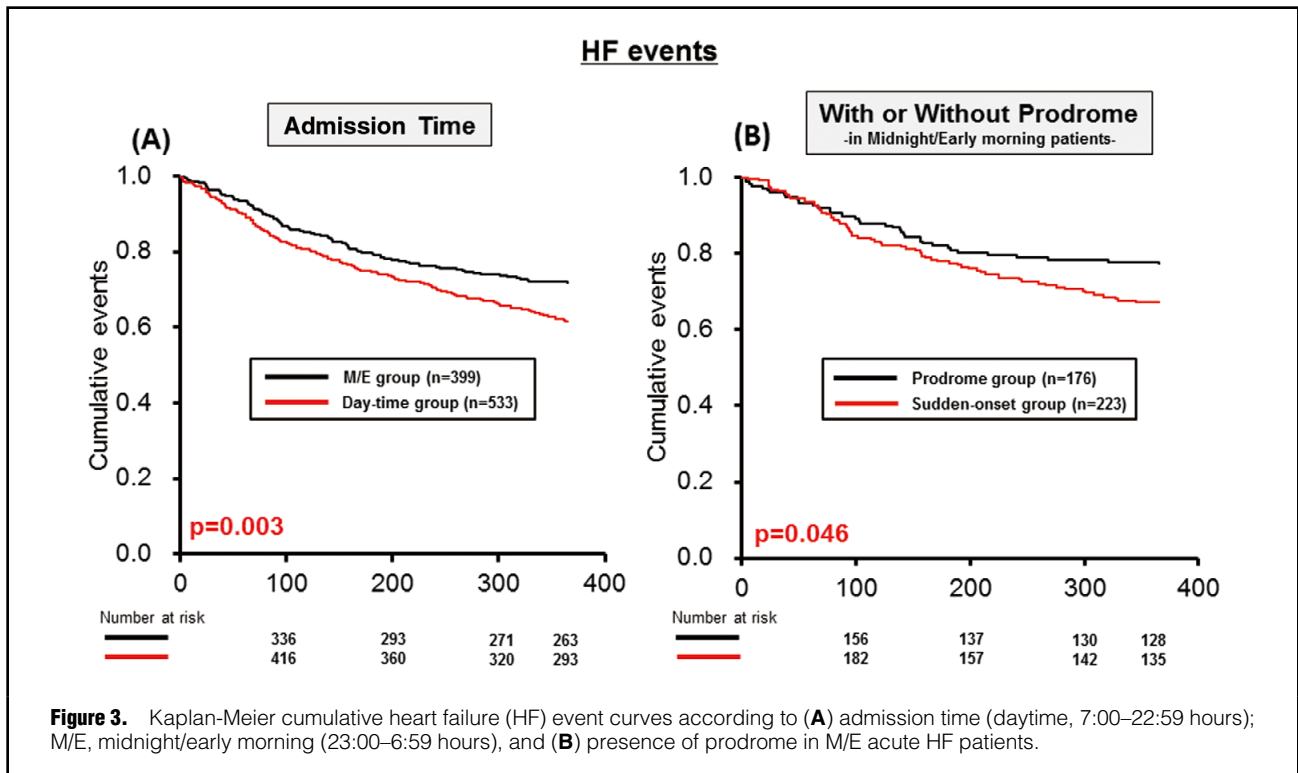 HF events
(A)
Admission Time
1.0
0.8
0.6
0.4
0.2
0.0
Cumulative events
M/E group (n=399)
Day-time group (n=533)
p=0.003
0 100 200 300 400
Number at risk
336 293 271 263
416 360 320 293
(B)
With or Without Prodrome
-in Midnight/Early morning patients-
1.0
0.8
0.6
0.4
0.2
0.0
Cumulative events
Prodrome group (n=176)
Sudden-onset group (n=223)
p=0.046
0 100 200 300 400
Number at risk
156 137 130 128
182 157 142 135
Figure 3. Kaplan-Meier cumulative heart failure (HF) event curves according to (A) admission time (daytime, 7:00–22:59 hours);
M/E, midnight/early morning (23:00–6:59 hours), and (B) presence of prodrome in M/E acute HF patients.